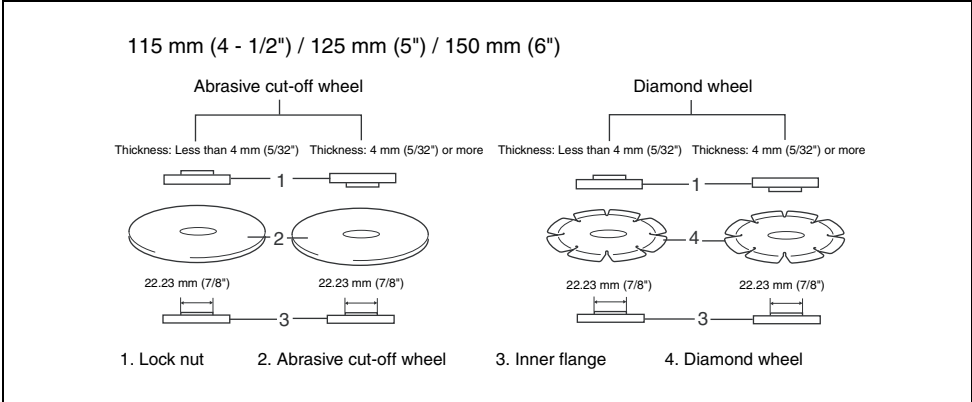 115 mm (4 - 1/2") / 125 mm (5") / 150 mm (6")
Abrasive cut-off wheel Diamond wheel
Thickness: Less than 4 mm (5/32") Thickness: 4 mm (5/32") or more Thickness: Less than 4 mm (5/32") Thickness: 4 mm (5/32") or more
1 1
2 4
22.23 mm (7/8") 22.23 mm (7/8") 22.23 mm (7/8") 22.23 mm (7/8")
3 3
1. Lock nut 2. Abrasive cut-off wheel 3. Inner flange 4. Diamond wheel